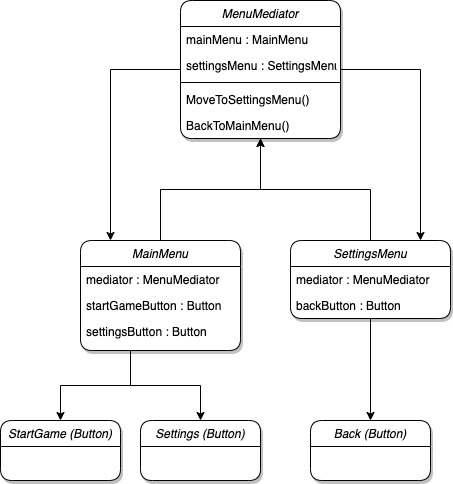 MenuMediator
mainMenu : MainMenu
settingsMenu : SettingsMenu
MoveToSettingsMenu()
BackToMainMenu()
MainMenu
mediator : MenuMediator
startGameButton : Button
settingsButton : Button
SettingsMenu
mediator : MenuMediator
backButton : Button
StartGame (Button)
Settings (Button)
Back (Button)